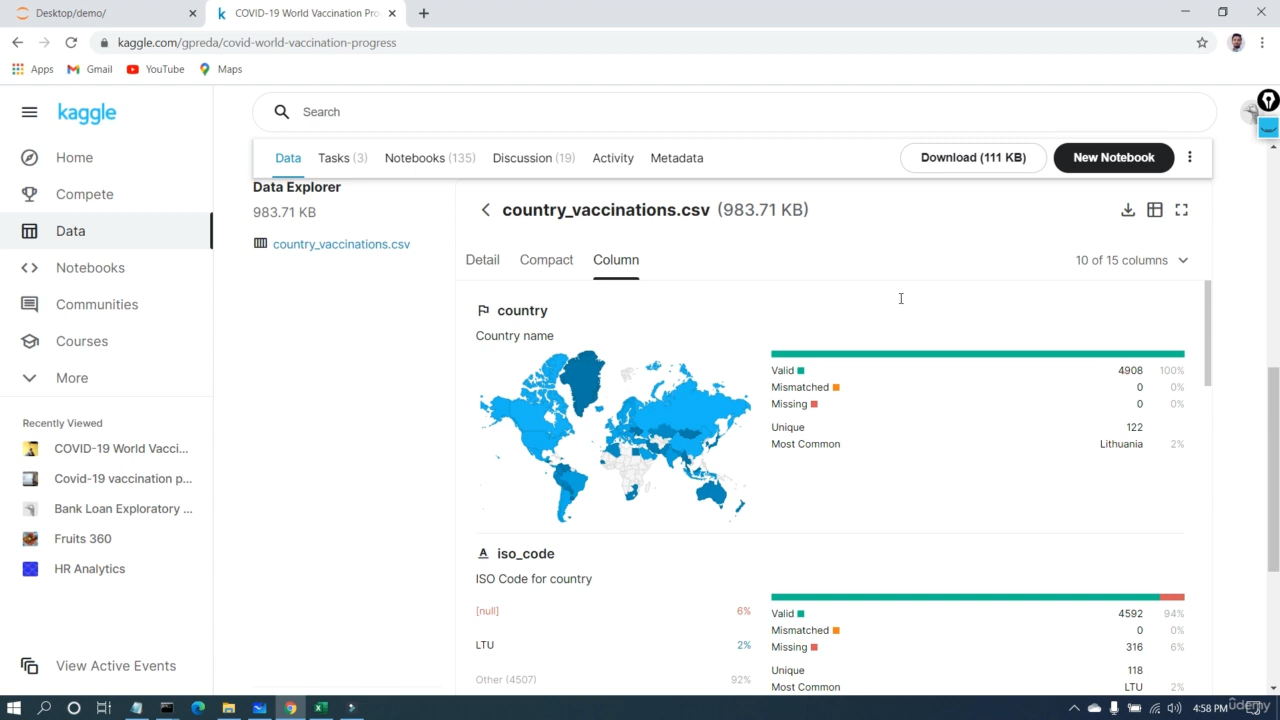 Desktop/demo/
COVID-19 World Vaccination Pro
kaggle.com/gpreda/covid-world-vaccination-progress
Apps
Gmail
YouTube
Maps
kaggle
Search
Home
Compete
Data
Notebooks
Communities
Courses
More
Recently Viewed
COVID-19 World Vacci...
Covid-19 vaccination p...
Bank Loan Exploratory ...
Fruits 360
HR Analytics
View Active Events
Data
Tasks (3)
Notebooks (135)
Discussion (19)
Activity
Metadata
Download (111 KB)
New Notebook
Data Explorer
983.71 KB
country_vaccinations.csv
country_vaccinations.csv (983.71 KB)
Detail
Compact
Column
10 of 15 columns
country
Country name
Valid 4908 100%
Mismatched 0 0%
Missing 0 0%
Unique 122
Most Common Lithuania 2%
A iso_code
ISO Code for country
[null] 6%
LTU 2%
Other (4507) 92%
Valid 4592 94%
Mismatched 0 0%
Missing 316 6%
Unique 118
Most Common LTU 2%
4:58 PM
udemy